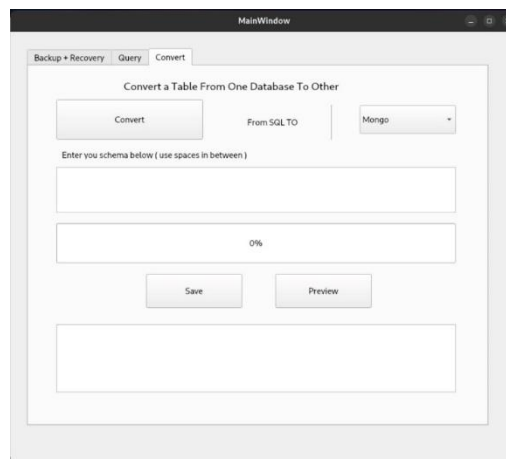 MainWindow
Backup + Recovery Query Convert
Convert a Table From One Database To Other
Convert From SQL TO Mongo
Enter you schema below ( use spaces in between )
0%
Save Preview